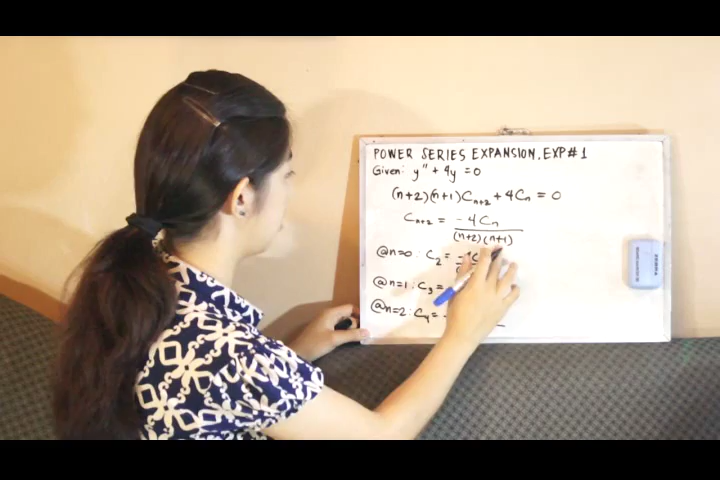 POWER SERIES EXPANSION. EXP#1
Given: y'' + 4y = 0
(n+2)(n+1)Cₙ₊₂ + 4Cₙ = 0
Cₙ₊₂ = -4Cₙ / (n+2)(n+1)
@n=0: C₂ =
@n=1: C₃ =
@n=2: C₄ = -